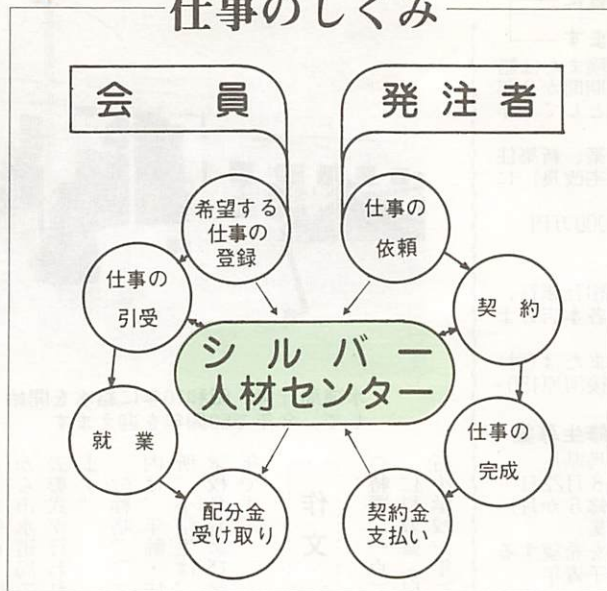 仕事のしくみ
会員
発注者
希望する
仕事の
登録
仕事の
依頼
仕事の
引受
契約
シルバー
人材センター
就業
仕事の
完成
配分金
受け取り
契約金
支払い